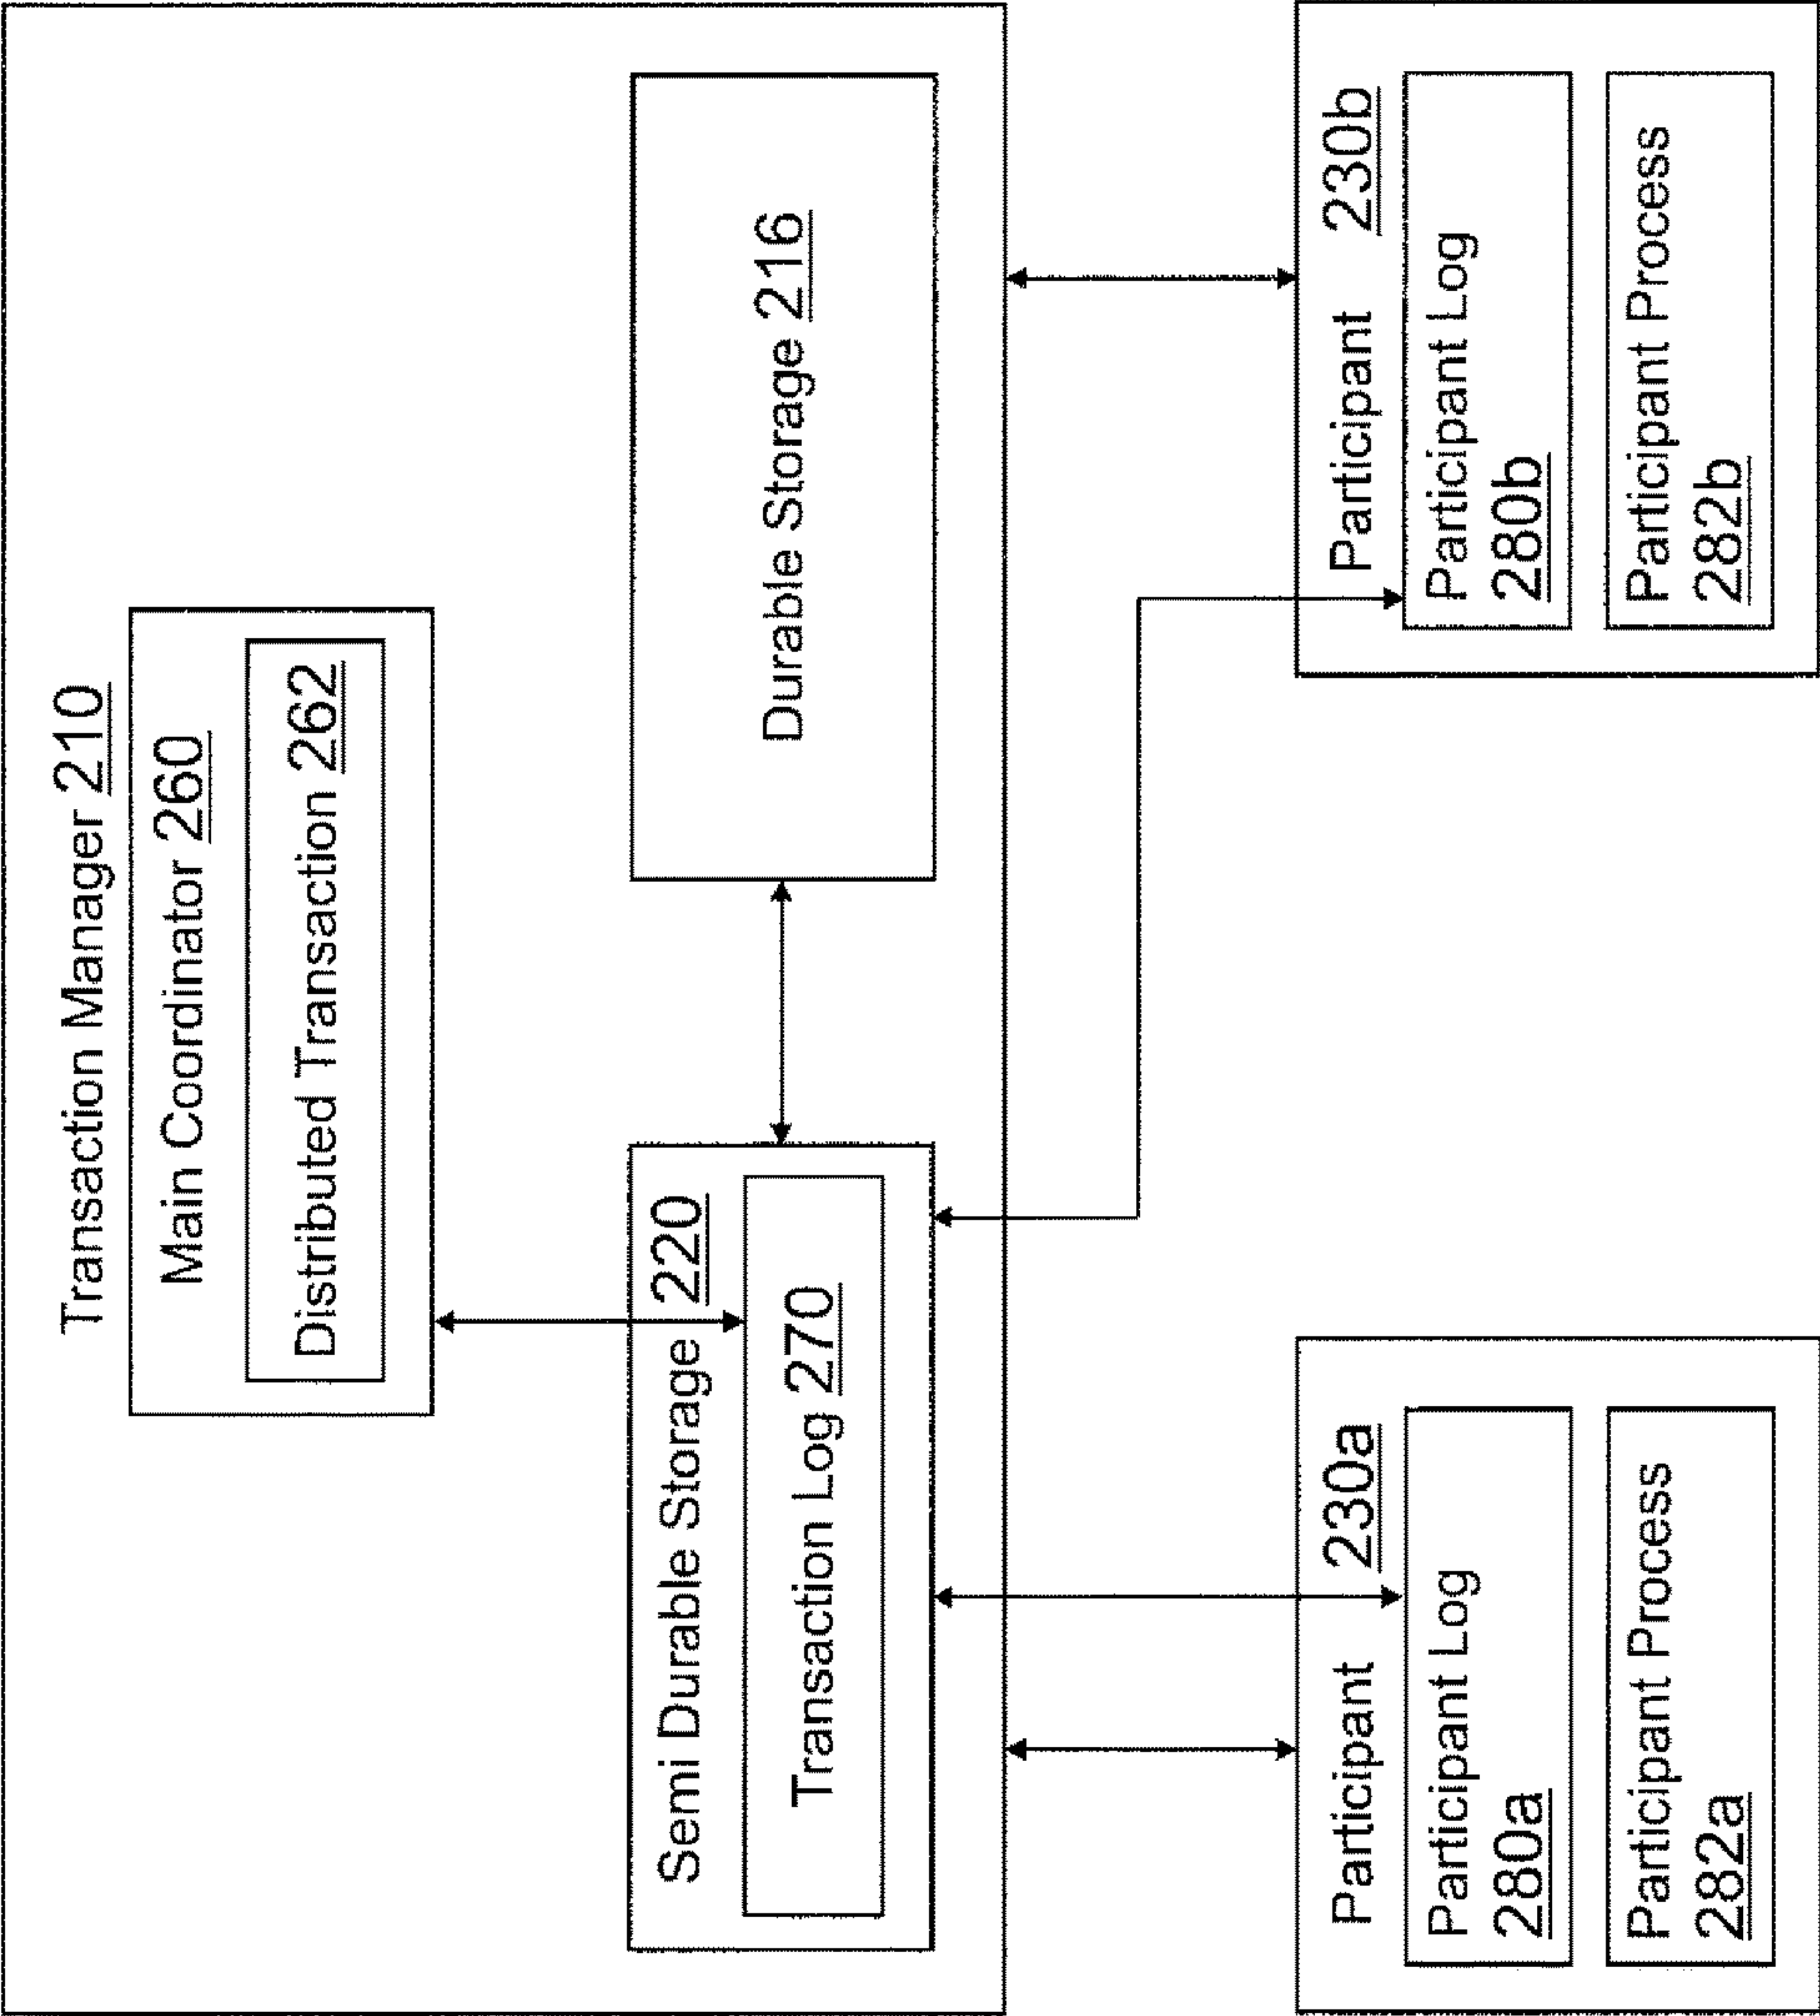 Transaction Manager 210
Main Coordinator 260
Distributed Transaction 262
Semi Durable Storage 220
Transaction Log 270
Durable Storage 216
Participant 230a
Participant Log
280a
Participant Process
282a
Participant 230b
Participant Log
280b
Participant Process
282b